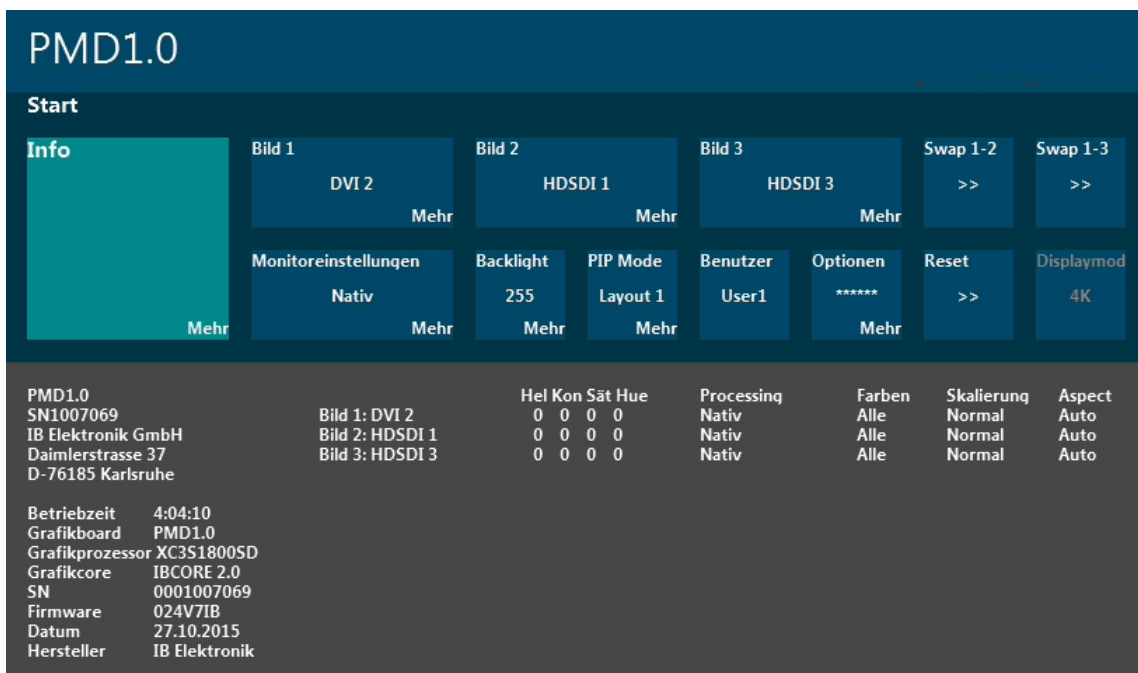 PMD1.0
Start
Info
Mehr
Bild 1
DVI 2
Mehr
Bild 2
HDSDI 1
Mehr
Bild 3
HDSDI 3
Mehr
Swap 1-2
>>
Swap 1-3
>>
Monitoreinstellungen
Nativ
Mehr
Backlight
255
Mehr
PIP Mode
Layout 1
Mehr
Benutzer
User1
Optionen
******
Mehr
Reset
>>
Displaymod
4K
PMD1.0
SN1007069
IB Elektronik GmbH
Daimlerstrasse 37
D-76185 Karlsruhe
Hel Kon Sät Hue Processing Farben Skalierung Aspect
Bild 1: DVI 2 0 0 0 0 Nativ Alle Normal Auto
Bild 2: HDSDI 1 0 0 0 0 Nativ Alle Normal Auto
Bild 3: HDSDI 3 0 0 0 0 Nativ Alle Normal Auto
Betriebzeit 4:04:10
Grafikboard PMD1.0
Grafikprozessor XC3S1800SD
Grafikcore IBCORE 2.0
SN 0001007069
Firmware 024V7IB
Datum 27.10.2015
Hersteller IB Elektronik